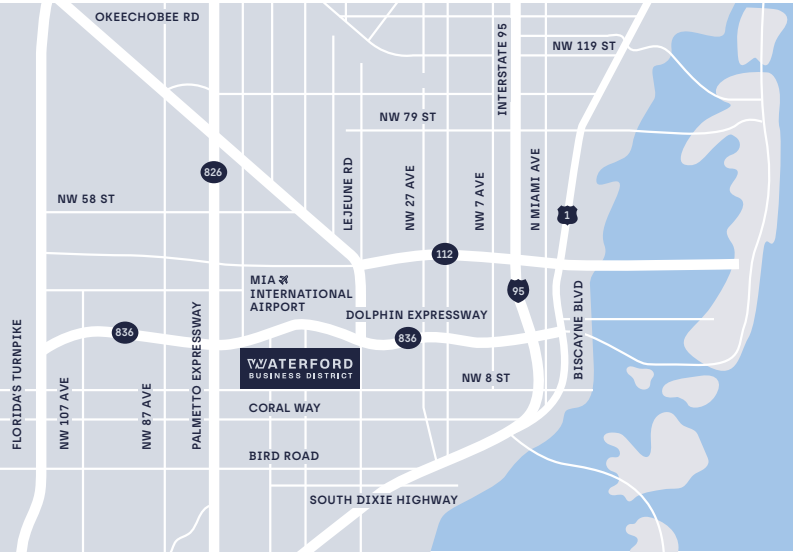 OKEECHOBEE RD
INTERSTATE 95
NW 119 ST
NW 79 ST
826
LEJEUNE RD
NW 27 AVE
NW 7 AVE
N MIAMI AVE
NW 58 ST
1
112
MIA
INTERNATIONAL
AIRPORT
95
BISCAYNE BLVD
DOLPHIN EXPRESSWAY
836
836
FLORIDA'S TURNPIKE
PALMETTO EXPRESSWAY
WATERFORD
BUSINESS DISTRICT
NW 8 ST
NW 107 AVE
NW 87 AVE
CORAL WAY
BIRD ROAD
SOUTH DIXIE HIGHWAY